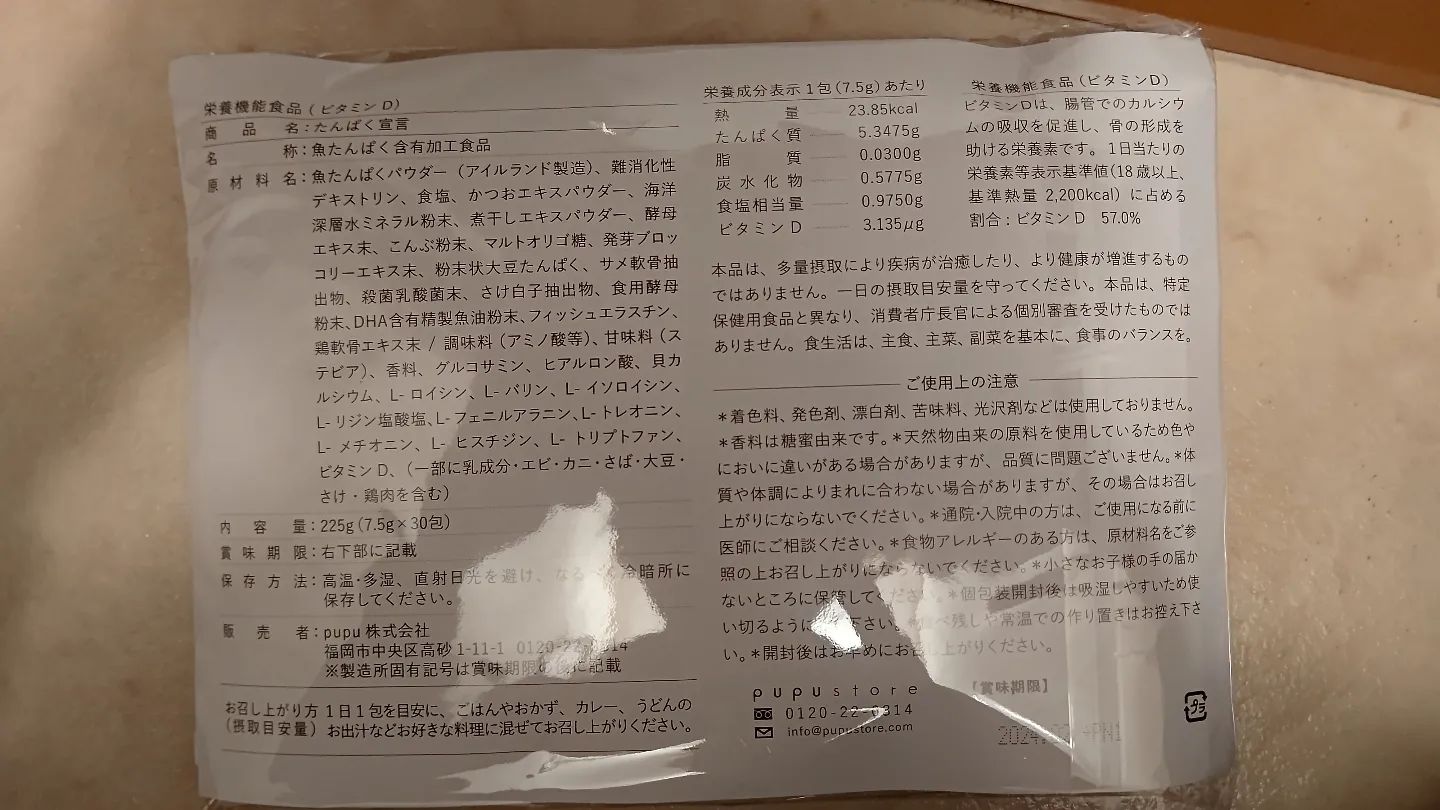 栄養機能食品(ビタミンD)
商品名：たんぱく宣言
名称：魚たんぱく含有加工食品
原材料名：魚たんぱくパウダー（アイルランド製造）、難消化性
デキストリン、食塩、かつおエキスパウダー、海洋
深層水ミネラル粉末、煮干しエキスパウダー、酵母
エキス末、こんぶ粉末、マルトオリゴ糖、発芽ブロッ
コリーエキス末、粉末状大豆たんぱく、サメ軟骨抽
出物、殺菌乳酸菌末、さけ白子抽出物、食用酵母
粉末、DHA含有精製魚油粉末、フィッシュエラスチン、
鶏軟骨エキス末 / 調味料（アミノ酸等）、甘味料（ス
テビア）、香料、グルコサミン、ヒアルロン酸、貝カ
ルシウム、L- ロイシン、L- バリン、L- イソロイシン、
L- リジン塩酸塩、L- フェニルアラニン、L- トレオニン、
L- メチオニン、L- ヒスチジン、L- トリプトファン、
ビタミンD、（一部に乳成分・エビ・カニ・さば・大豆・
さけ・鶏肉を含む）
内容量：225g（7.5g×30包）
賞味期限：右下部に記載
保存方法：高温・多湿、直射日光を避け、なる 冷暗所に
保存してください。
販売者：pupu 株式会社
福岡市中央区高砂 1-11-1 0120-22-6314
※製造所固有記号は賞味期限の後に記載
お召し上がり方 1日1包を目安に、ごはんやおかず、カレー、うどんの
（摂取目安量） お出汁などお好きな料理に混ぜてお召し上がりください。
栄養成分表示 1包(7.5g)あたり
熱量 23.85kcal
たんぱく質 5.3475g
脂質 0.0300g
炭水化物 0.5775g
食塩相当量 0.9750g
ビタミンD 3.135μg
栄養機能食品（ビタミンD）
ビタミンDは、腸管でのカルシウ
ムの吸収を促進し、骨の形成を
助ける栄養素です。1日当たりの
栄養素等表示基準値(18歳以上、
基準熱量 2,200kcal）に占める
割合：ビタミンD 57.0%
本品は、多量摂取により疾病が治癒したり、より健康が増進するもの
ではありません。一日の摂取目安量を守ってください。本品は、特定
保健用食品と異なり、消費者庁長官による個別審査を受けたものでは
ありません。食生活は、主食、主菜、副菜を基本に、食事のバランスを。
ご使用上の注意
＊着色料、発色剤、漂白剤、苦味料、光沢剤などは使用しておりません。
＊香料は糖蜜由来です。＊天然物由来の原料を使用しているため色や
においに違いがある場合がありますが、品質に問題ございません。＊体
質や体調によりまれに合わない場合がありますが、その場合はお召し
上がりにならないでください。＊通院・入院中の方は、ご使用になる前に
医師にご相談ください。＊食物アレルギーのある方は、原材料名をご参
照の上お召し上がりにならないでください。＊小さなお子様の手の届か
ないところに保管してください。＊個包装開封後は吸湿しやすいため使
い切るように 下さい。＊食べ残しや常温での作り置きはお控え下さ
い。＊開封後はお早めにお召し上がりください。
pupustore
0120-22-6314
info@pupustore.com
【賞味期限】
プラ